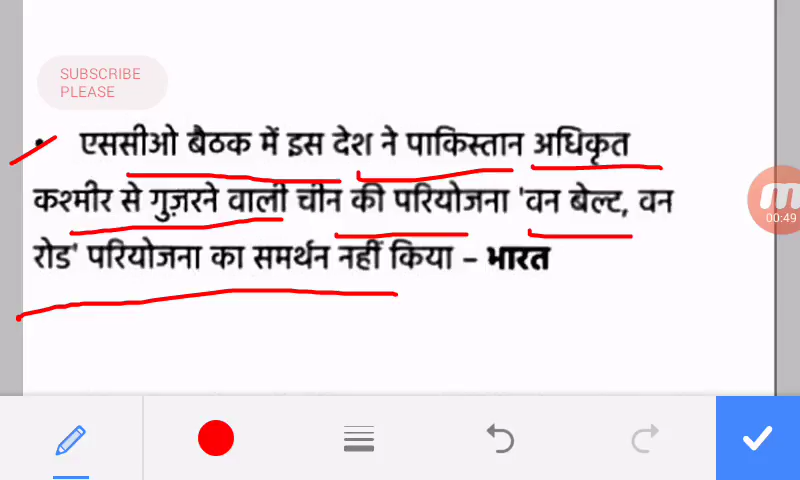 SUBSCRIBE
PLEASE
• एससीओ बैठक में इस देश ने पाकिस्तान अधिकृत
कश्मीर से गुज़रने वाली चीन की परियोजना 'वन बेल्ट, वन
रोड' परियोजना का समर्थन नहीं किया – भारत
00:49